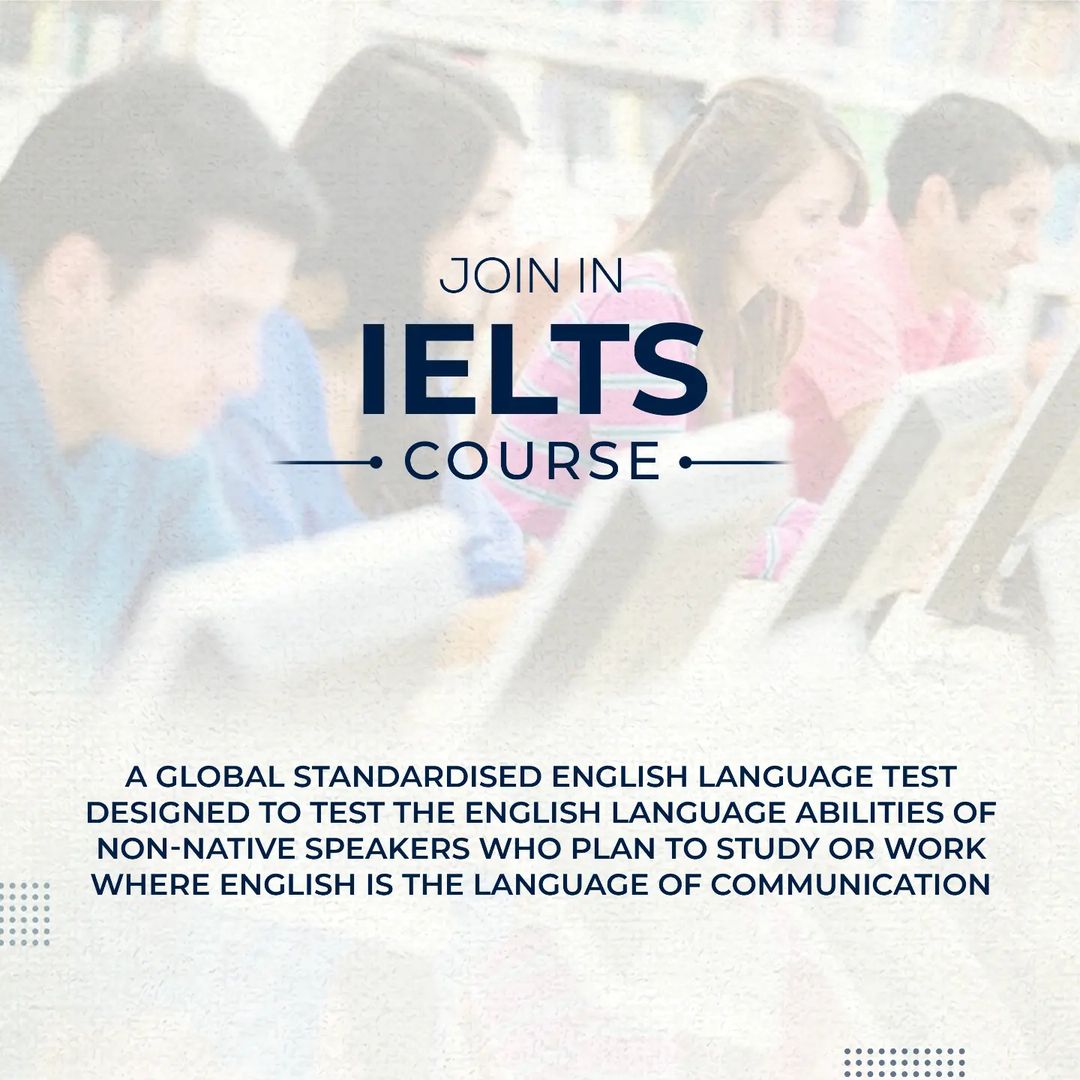 JOIN IN
IELTS
COURSE
A GLOBAL STANDARDISED ENGLISH LANGUAGE TEST
DESIGNED TO TEST THE ENGLISH LANGUAGE ABILITIES OF
NON-NATIVE SPEAKERS WHO PLAN TO STUDY OR WORK
WHERE ENGLISH IS THE LANGUAGE OF COMMUNICATION